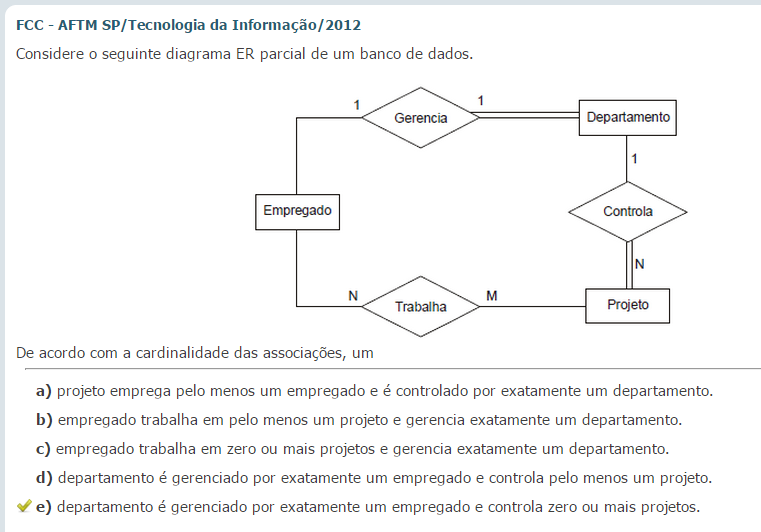 FCC - AFTM SP/Tecnologia da Informação/2012
Considere o seguinte diagrama ER parcial de um banco de dados.
1
Gerencia
1
Departamento
1
Empregado
Controla
N
N
Trabalha
M
Projeto
De acordo com a cardinalidade das associações, um
a) projeto emprega pelo menos um empregado e é controlado por exatamente um departamento.
b) empregado trabalha em pelo menos um projeto e gerencia exatamente um departamento.
c) empregado trabalha em zero ou mais projetos e gerencia exatamente um departamento.
d) departamento é gerenciado por exatamente um empregado e controla pelo menos um projeto.
e) departamento é gerenciado por exatamente um empregado e controla zero ou mais projetos.